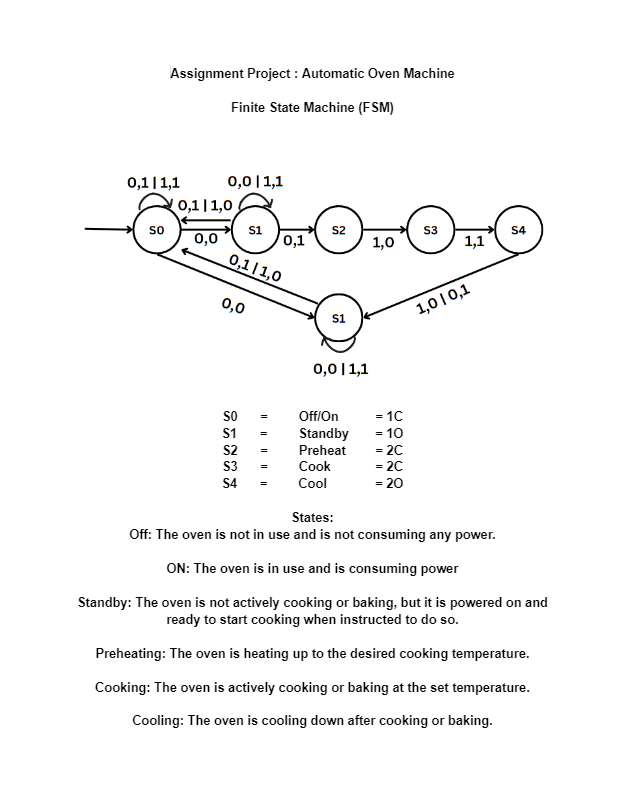 Assignment Project : Automatic Oven Machine
Finite State Machine (FSM)
0,1 | 1,1
0,0 | 1,1
0,1 | 1,0
S0
0,0
S1
0,1
S2
1,0
S3
1,1
S4
0,1 | 1,0
0,0
1,0 | 0,1
S1
0,0 | 1,1
S0 = Off/On = 1C
S1 = Standby = 1O
S2 = Preheat = 2C
S3 = Cook = 2C
S4 = Cool = 2O
States:
Off: The oven is not in use and is not consuming any power.
ON: The oven is in use and is consuming power
Standby: The oven is not actively cooking or baking, but it is powered on and
ready to start cooking when instructed to do so.
Preheating: The oven is heating up to the desired cooking temperature.
Cooking: The oven is actively cooking or baking at the set temperature.
Cooling: The oven is cooling down after cooking or baking.